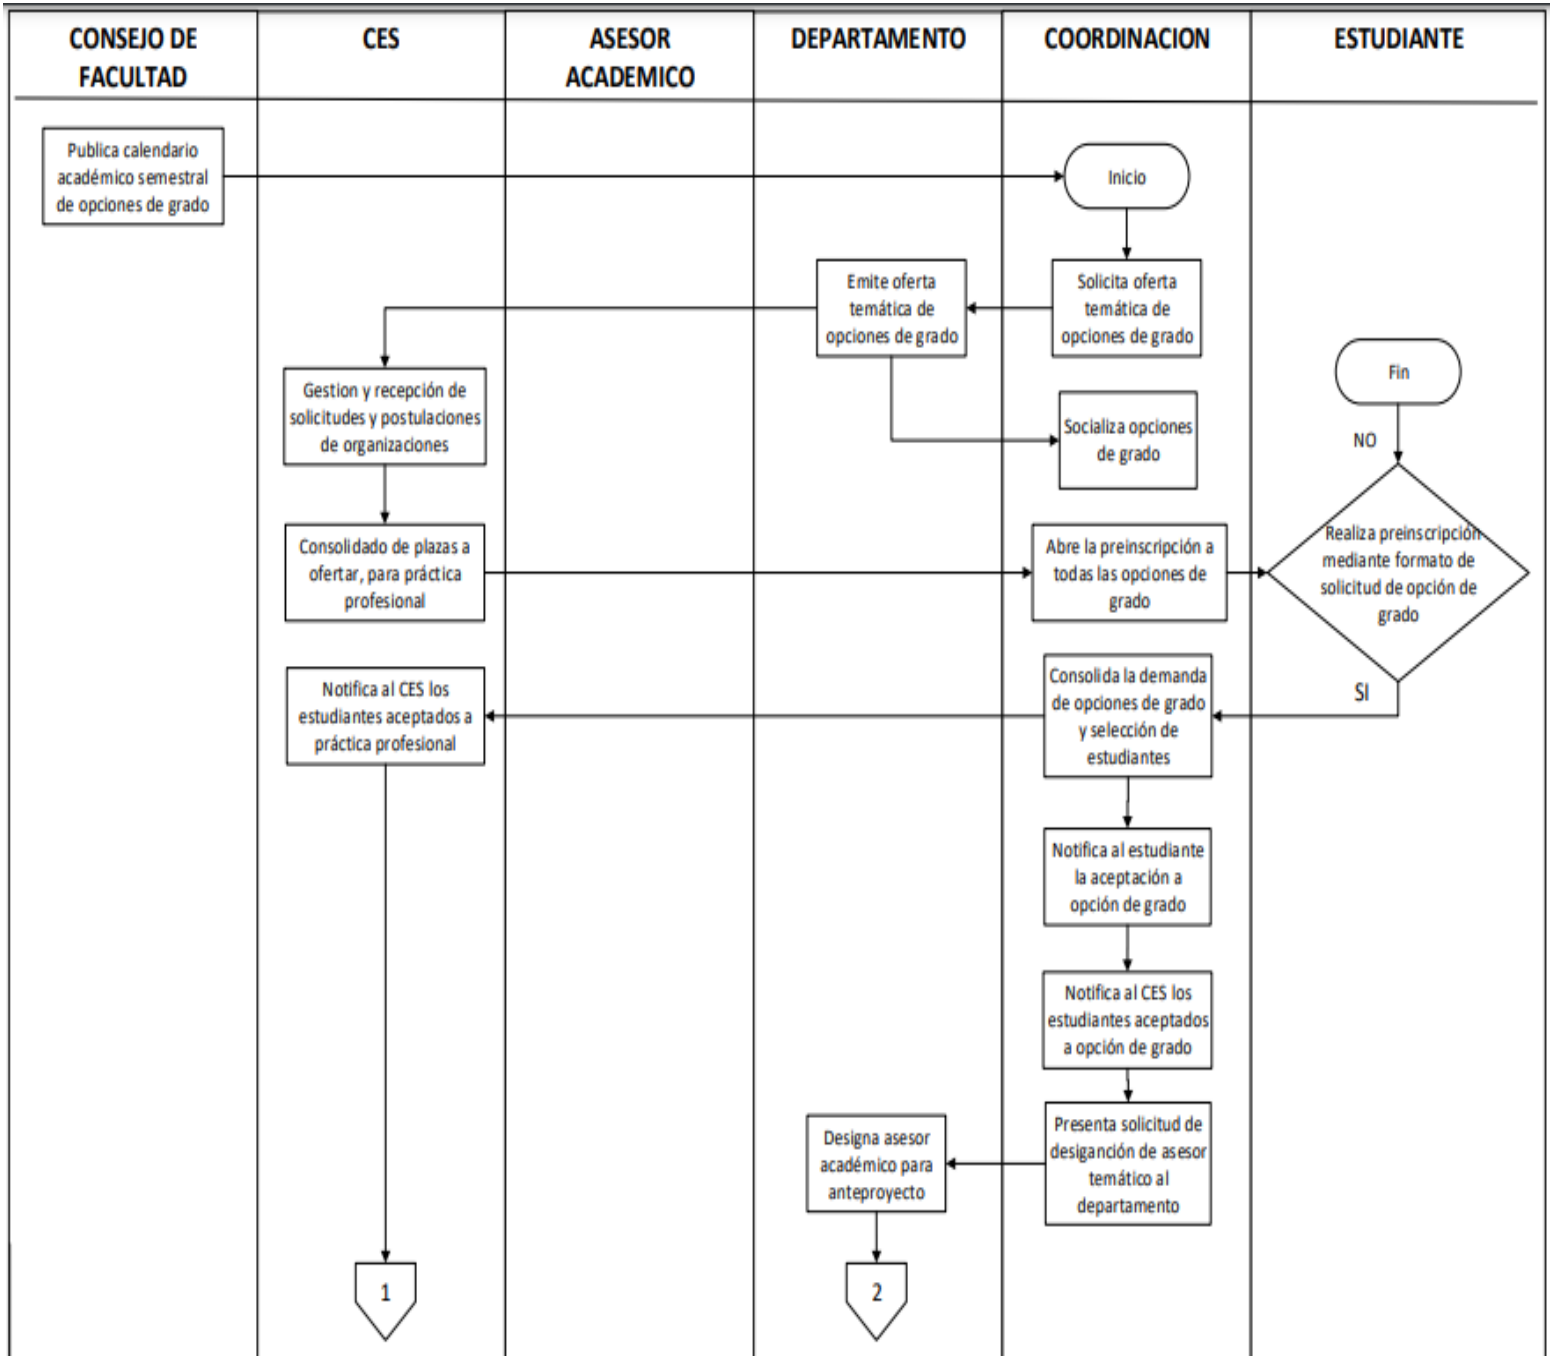 CONSEJO DE
FACULTAD
CES
ASESOR
ACADEMICO
DEPARTAMENTO
COORDINACION
ESTUDIANTE
Publica calendario
académico semestral
de opciones de grado
Inicio
Emite oferta
temática de
opciones de grado
Solicita oferta
temática de
opciones de grado
Gestion y recepción de
solicitudes y postulaciones
de organizaciones
Socializa opciones
de grado
Fin
NO
Consolidado de plazas a
ofertar, para práctica
profesional
Abre la preinscripción a
todas las opciones de
grado
Realiza preinscripción
mediante formato de
solicitud de opción de
grado
SI
Notifica al CES los
estudiantes aceptados a
práctica profesional
Consolida la demanda
de opciones de grado
y selección de
estudiantes
Notifica al estudiante
la aceptación a
opción de grado
Notifica al CES los
estudiantes aceptados
a opción de grado
Designa asesor
académico para
anteproyecto
Presenta solicitud de
desiganción de asesor
temático al
departamento
1
2